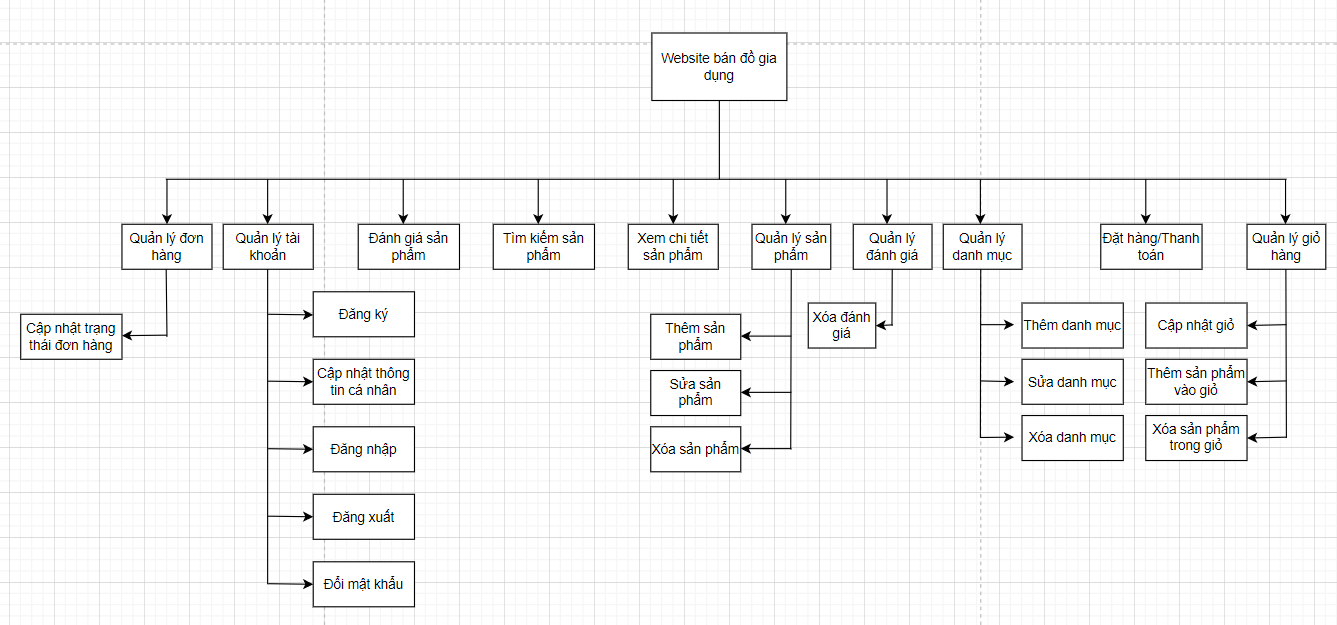 Website bán đồ gia
dụng
Quản lý đơn
hàng
Quản lý tài
khoản
Đánh giá sản
phẩm
Tìm kiếm sản
phẩm
Xem chi tiết
sản phẩm
Quản lý sản
phẩm
Quản lý
đánh giá
Quản lý
danh mục
Đặt hàng/Thanh
toán
Quản lý giỏ
hàng
Cập nhật trạng
thái đơn hàng
Đăng ký
Cập nhật thông
tin cá nhân
Đăng nhập
Đăng xuất
Đổi mật khẩu
Thêm sản
phẩm
Sửa sản
phẩm
Xóa sản phẩm
Xóa đánh
giá
Thêm danh mục
Sửa danh mục
Xóa danh mục
Cập nhật giỏ
Thêm sản phẩm
vào giỏ
Xóa sản phẩm
trong giỏ